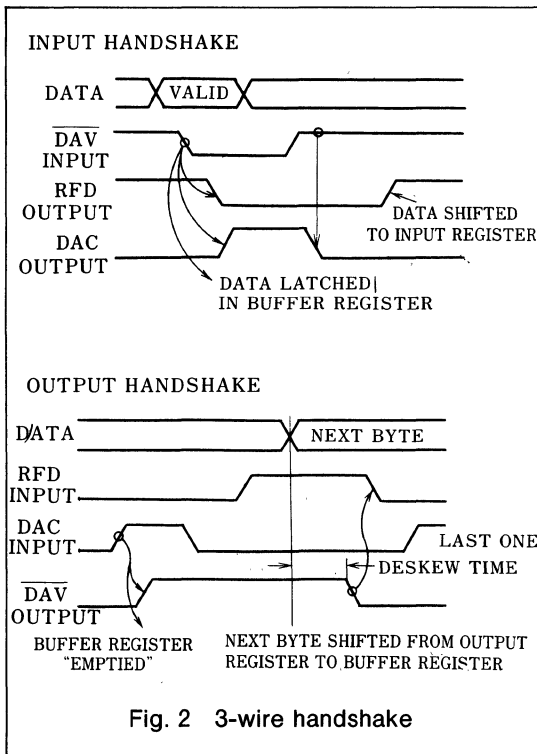 INPUT HANDSHAKE
DATA
VALID
DAV
INPUT
RFD
OUTPUT
DATA SHIFTED
TO INPUT REGISTER
DAC
OUTPUT
DATA LATCHED
IN BUFFER REGISTER
OUTPUT HANDSHAKE
DATA
NEXT BYTE
RFD
INPUT
DAC
INPUT
LAST ONE
DESKEW TIME
DAV
OUTPUT
BUFFER REGISTER
"EMPTIED"
NEXT BYTE SHIFTED FROM OUTPUT
REGISTER TO BUFFER REGISTER
Fig. 2 3-wire handshake